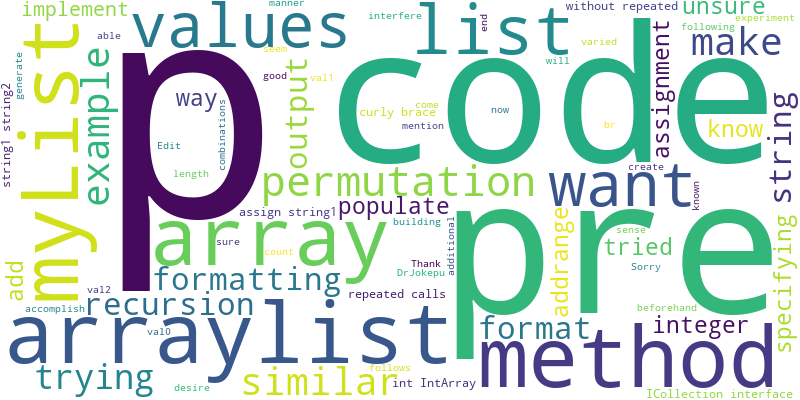 implement
manner
interfere
without repeated
unsure
experiment
able
values
list
end
following
make
myList
p
code
varied
will
assignment
generate
example
way
good
val1
seem
output
come
curly brace
mention
now
br
know
string1 string2
Edit
combinations
length
permutation
want
create
string
known
assign string1
populate
sure
building
array
count
Thank
DrJokepu
additional
pre
addrange
sense
tried
Sorry
specifying
add
formatting
val2
recursion
accomplish
repeated calls
beforehand
format
integer
arraylist
val0
method
trying
desire
similar
follows
int IntArray
ICollection interface